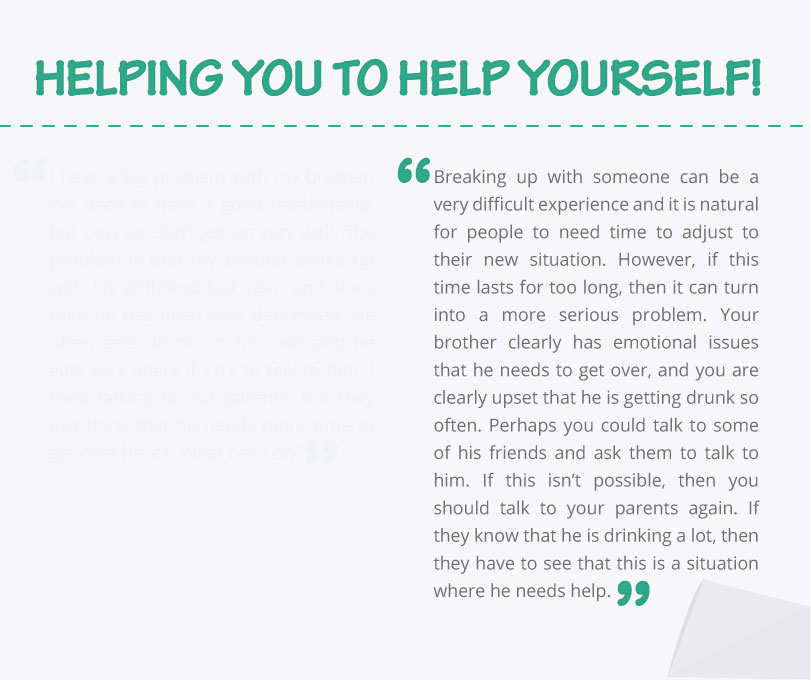 HELPING YOU TO HELP YOURSELF!
“I have a big problem with my brother.
We used to have a good relationship,
but now we don't get on very well. The
problem is that my brother broke up
with his girlfriend last year, and since
then he has been very depressed. He
often gets drunk on his own and he
gets very angry if I try to talk to him. I
tried talking to our parents, but they
just think that he needs more time to
get over his ex. What can I do?”
“Breaking up with someone can be a
very difficult experience and it is natural
for people to need time to adjust to
their new situation. However, if this
time lasts for too long, then it can turn
into a more serious problem. Your
brother clearly has emotional issues
that he needs to get over, and you are
clearly upset that he is getting drunk so
often. Perhaps you could talk to some
of his friends and ask them to talk to
him. If this isn’t possible, then you
should talk to your parents again. If
they know that he is drinking a lot, then
they have to see that this is a situation
where he needs help.”